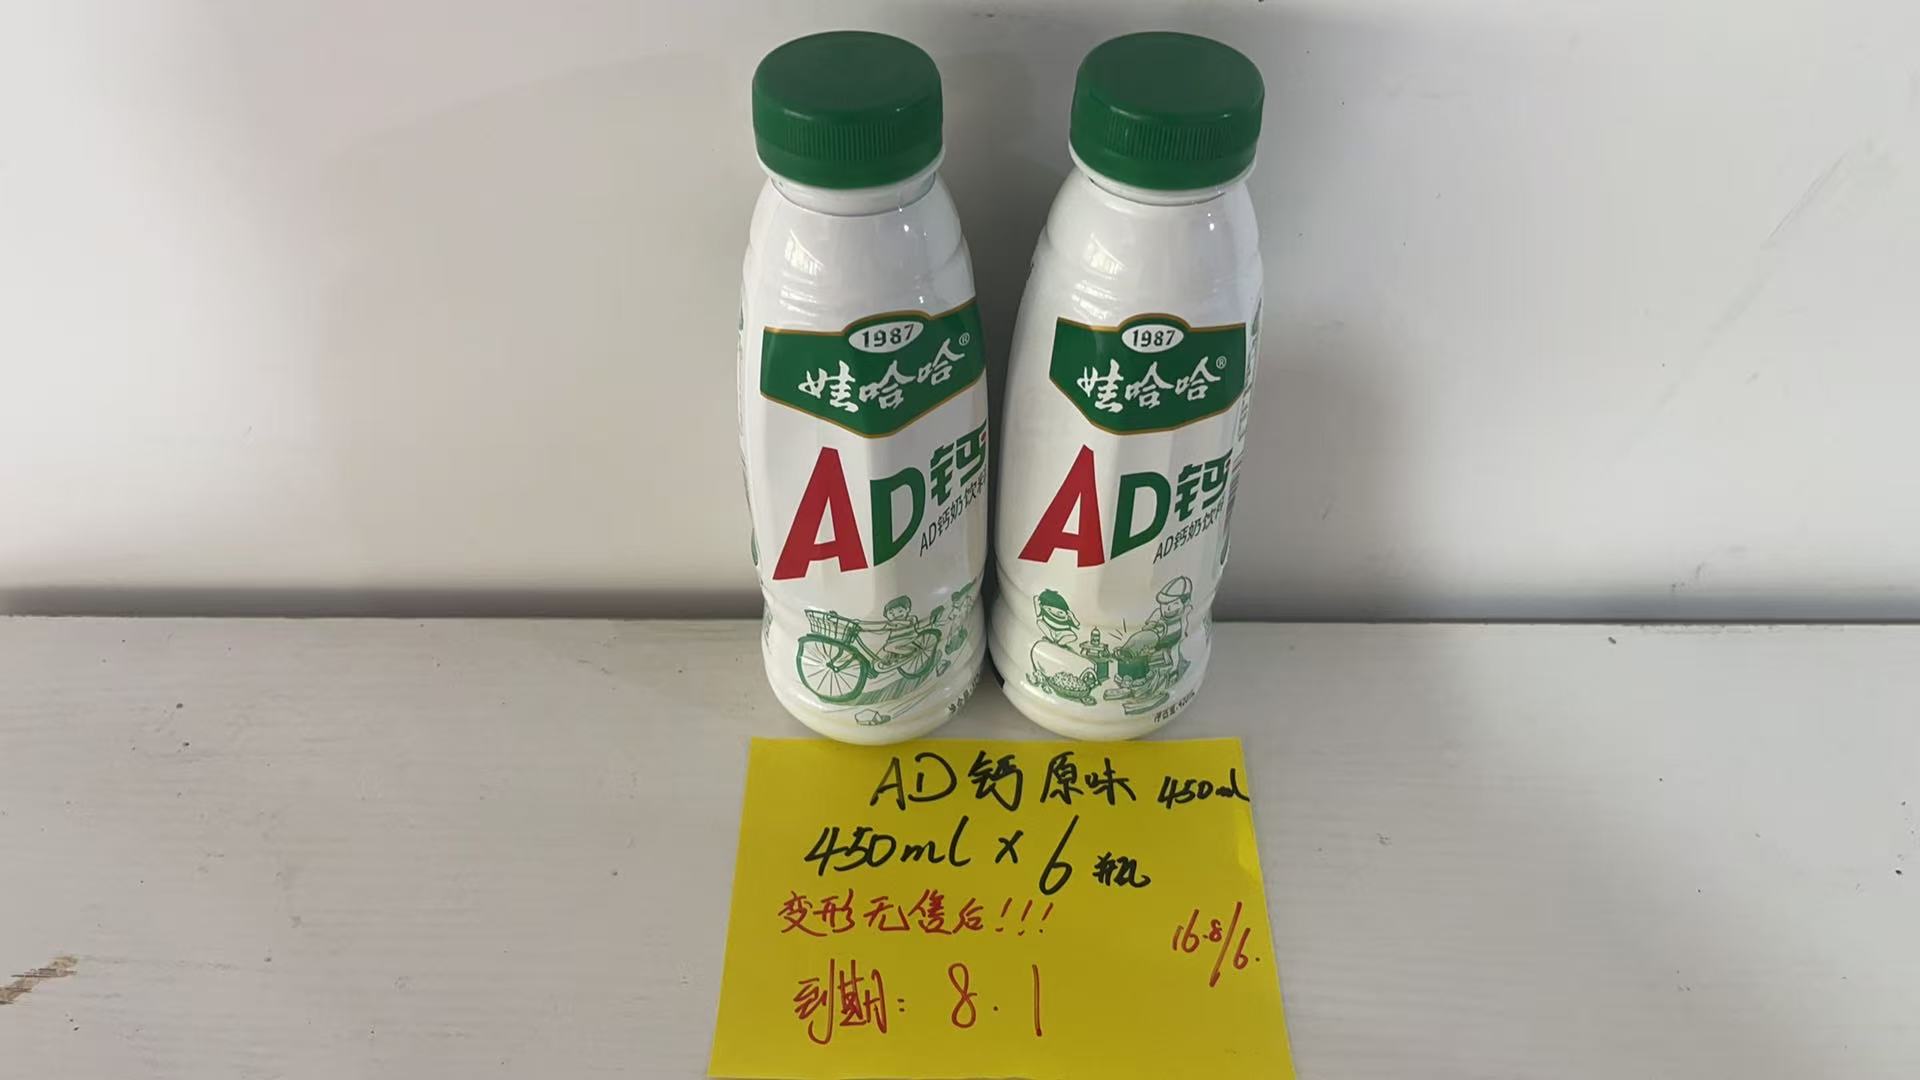 1987
娃哈哈®
AD钙
AD钙奶饮料
1987
娃哈哈®
AD钙
AD钙奶饮料
AD钙原味 450ml
450ml × 6瓶
变形无售后!!!
16.8/6.
到期: 8.1